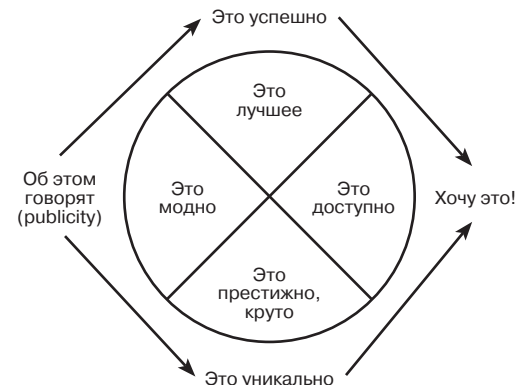 Это успешно
Это
лучшее
Об этом
говорят
(publicity)
Это
модно
Это
доступно
Хочу это!
Это
престижно,
круто
Это уникально